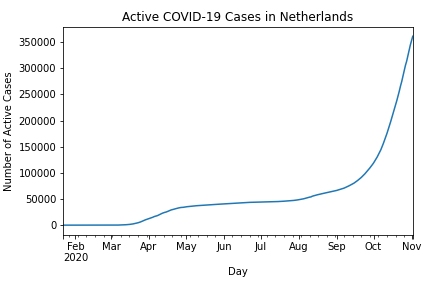 Active COVID-19 Cases in Netherlands
Number of Active Cases
350000
300000
250000
200000
150000
100000
50000
0
Feb Mar Apr May Jun Jul Aug Sep Oct Nov
2020
Day